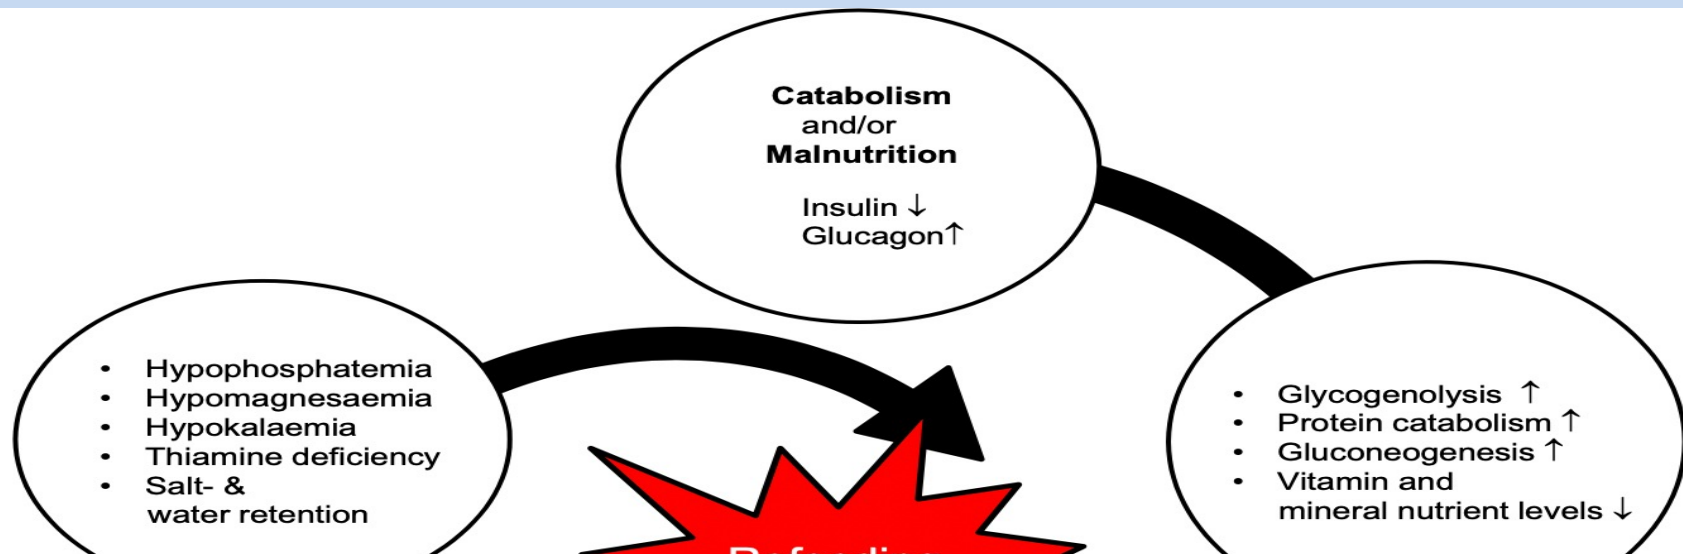 Catabolism
and/or
Malnutrition
Insulin ↓
Glucagon↑
• Hypophosphatemia
• Hypomagnesaemia
• Hypokalaemia
• Thiamine deficiency
• Salt- &
water retention
• Glycogenolysis ↑
• Protein catabolism ↑
• Gluconeogenesis ↑
• Vitamin and
mineral nutrient levels ↓
Refeeding